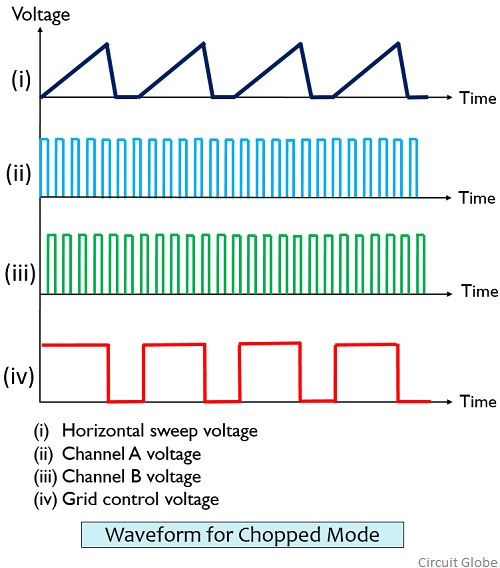 Voltage
(i)
Time
(ii)
Time
(iii)
Time
(iv)
Time
(i) Horizontal sweep voltage
(ii) Channel A voltage
(iii) Channel B voltage
(iv) Grid control voltage
Waveform for Chopped Mode
Circuit Globe